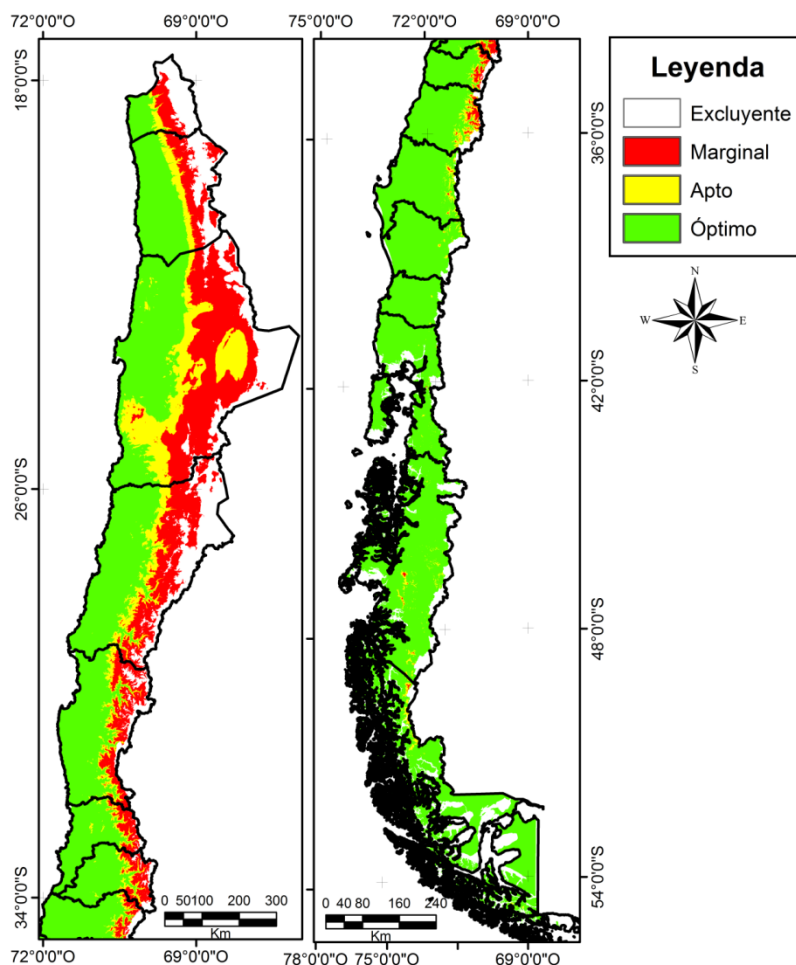 72°0'0"O 69°0'0"O 75°0'0"O 72°0'0"O 69°0'0"O
18°0'0"S
26°0'0"S
34°0'0"S
36°0'0"S
42°0'0"S
48°0'0"S
54°0'0"S
Leyenda
Excluyente
Marginal
Apto
Óptimo
N
W E
S
0 50100 200 300
Km
0 40 80 160 240
Km
72°0'0"O 69°0'0"O 78°0'0"O 75°0'0"O 72°0'0"O 69°0'0"O